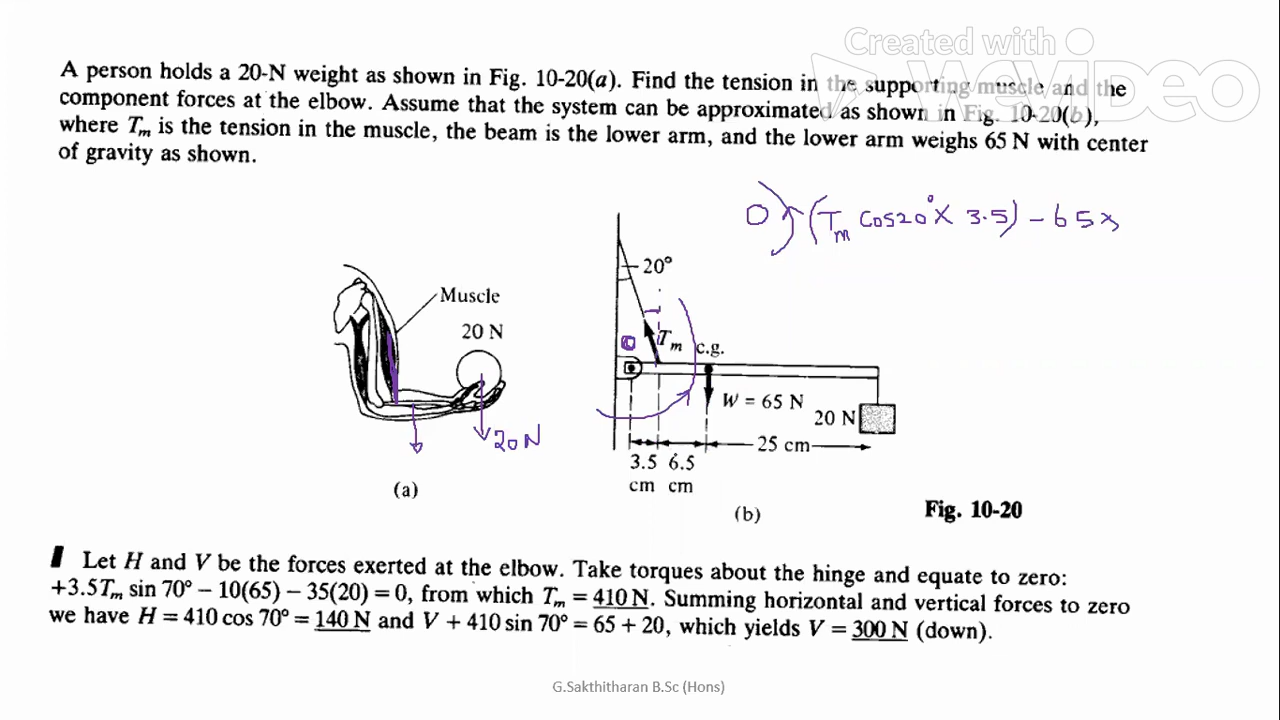 Created with
WeVideo
A person holds a 20-N weight as shown in Fig. 10-20(a). Find the tension in the supporting muscle and the
component forces at the elbow. Assume that the system can be approximated as shown in Fig. 10-20(b),
where Tm is the tension in the muscle, the beam is the lower arm, and the lower arm weighs 65 N with center
of gravity as shown.
O (Tm cos20° × 3.5) - 65×
20°
Muscle
20 N
Tm
O
c.g.
W = 65 N
20 N
20N
25 cm
3.5 6.5
cm cm
(a)
(b)
Fig. 10-20
Let H and V be the forces exerted at the elbow. Take torques about the hinge and equate to zero:
+3.5Tm sin 70° − 10(65) − 35(20) = 0, from which Tm = 410 N. Summing horizontal and vertical forces to zero
we have H = 410 cos 70° = 140 N and V + 410 sin 70° = 65 + 20, which yields V = 300 N (down).
G.Sakthitharan B.Sc (Hons)